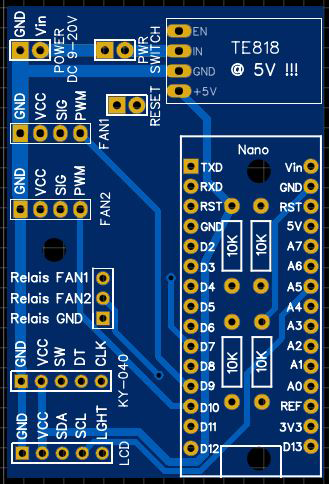 GND
Vin
POWER
DC 9-20V
PWR
SWITCH
EN
IN
GND
+5V
TE818
@ 5V !!!
RESET
GND
VCC
SIG
PWM
FAN1
GND
VCC
SIG
PWM
FAN2
Relais FAN1
Relais FAN2
Relais GND
GND
VCC
SW
DT
CLK
KY-040
GND
VCC
SDA
SCL
LGHT
LCD
Nano
TXD
RXD
RST
GND
D2
D3
D4
D5
D6
D7
D8
D9
D10
D11
D12
10K
10K
10K
10K
Vin
GND
RST
5V
A7
A6
A5
A4
A3
A2
A1
A0
REF
3V3
D13